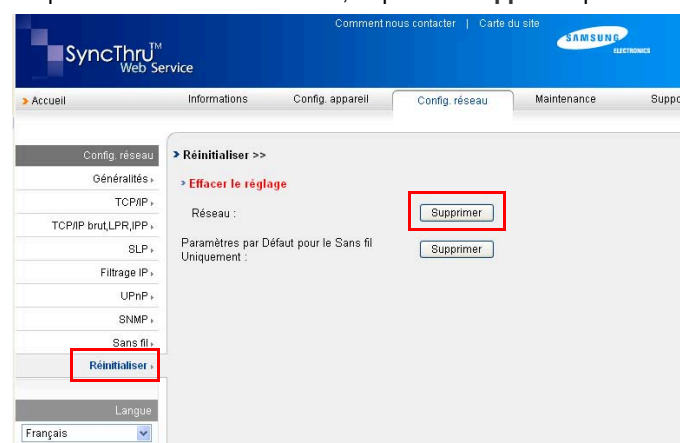 Comment nous contacter | Carte du site
SAMSUNG
ELECTRONICS
SyncThru™
Web Service
Accueil
Informations
Config. appareil
Config. réseau
Maintenance
Config. réseau
Généralités
TCP/IP
TCP/IP brut,LPR,IPP
SLP
Filtrage IP
UPnP
SNMP
Sans fil
Réinitialiser
Langue
Français
Réinitialiser >>
Effacer le réglage
Réseau :
Supprimer
Paramètres par Défaut pour le Sans fil
Uniquement :
Supprimer